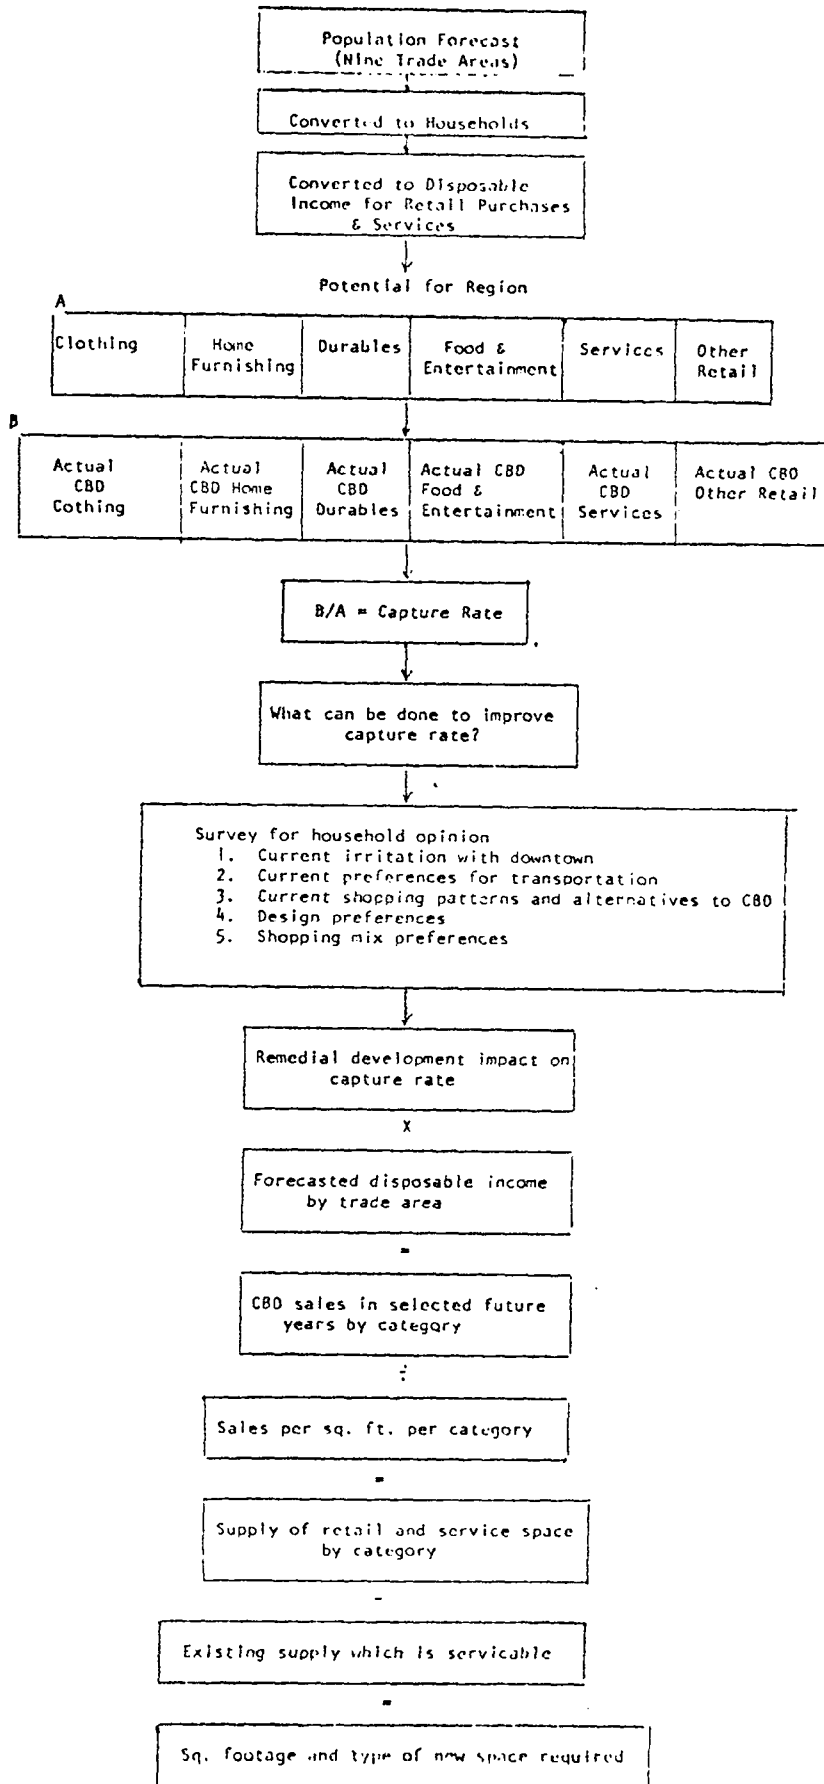 Population Forecast
(Nine Trade Areas)
Converted to Households
Converted to Disposable
Income for Retail Purchases
& Services
Potential for Region
A
Clothing
Home
Furnishing
Durables
Food &
Entertainment
Services
Other
Retail
B
Actual
CBD
Cothing
Actual
CBD Home
Furnishing
Actual
CBD
Durables
Actual CBD
Food &
Entertainment
Actual
CBD
Services
Actual CBD
Other Retail
B/A = Capture Rate
What can be done to improve
capture rate?
Survey for household opinion
1. Current irritation with downtown
2. Current preferences for transportation
3. Current shopping patterns and alternatives to CBD
4. Design preferences
5. Shopping mix preferences
Remedial development impact on
capture rate
X
Forecasted disposable income
by trade area
=
CBD sales in selected future
years by category
÷
Sales per sq. ft. per category
=
Supply of retail and service space
by category
-
Existing supply which is servicable
=
Sq. footage and type of new space required